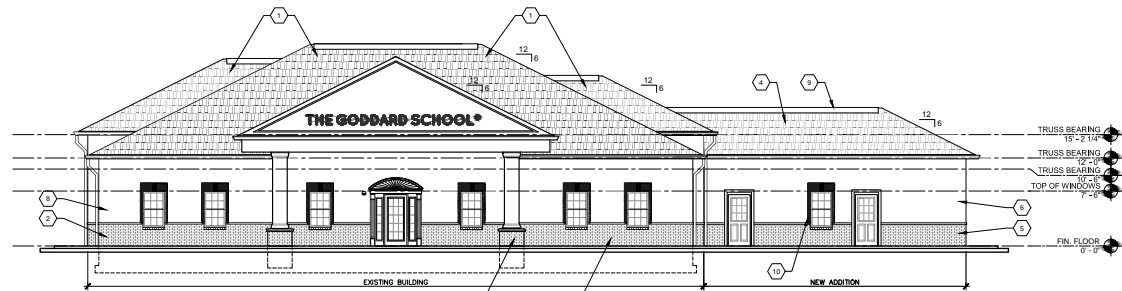 1
1
12
6
12
6
12
6
4
9
12
6
THE GODDARD SCHOOL®
TRUSS BEARING
15' - 2 1/4"
TRUSS BEARING
12' - 0"
TRUSS BEARING
10' - 6"
TOP OF WINDOWS
7' - 6"
8
6
2
5
FIN. FLOOR
0' - 0"
10
EXISTING BUILDING
NEW ADDITION